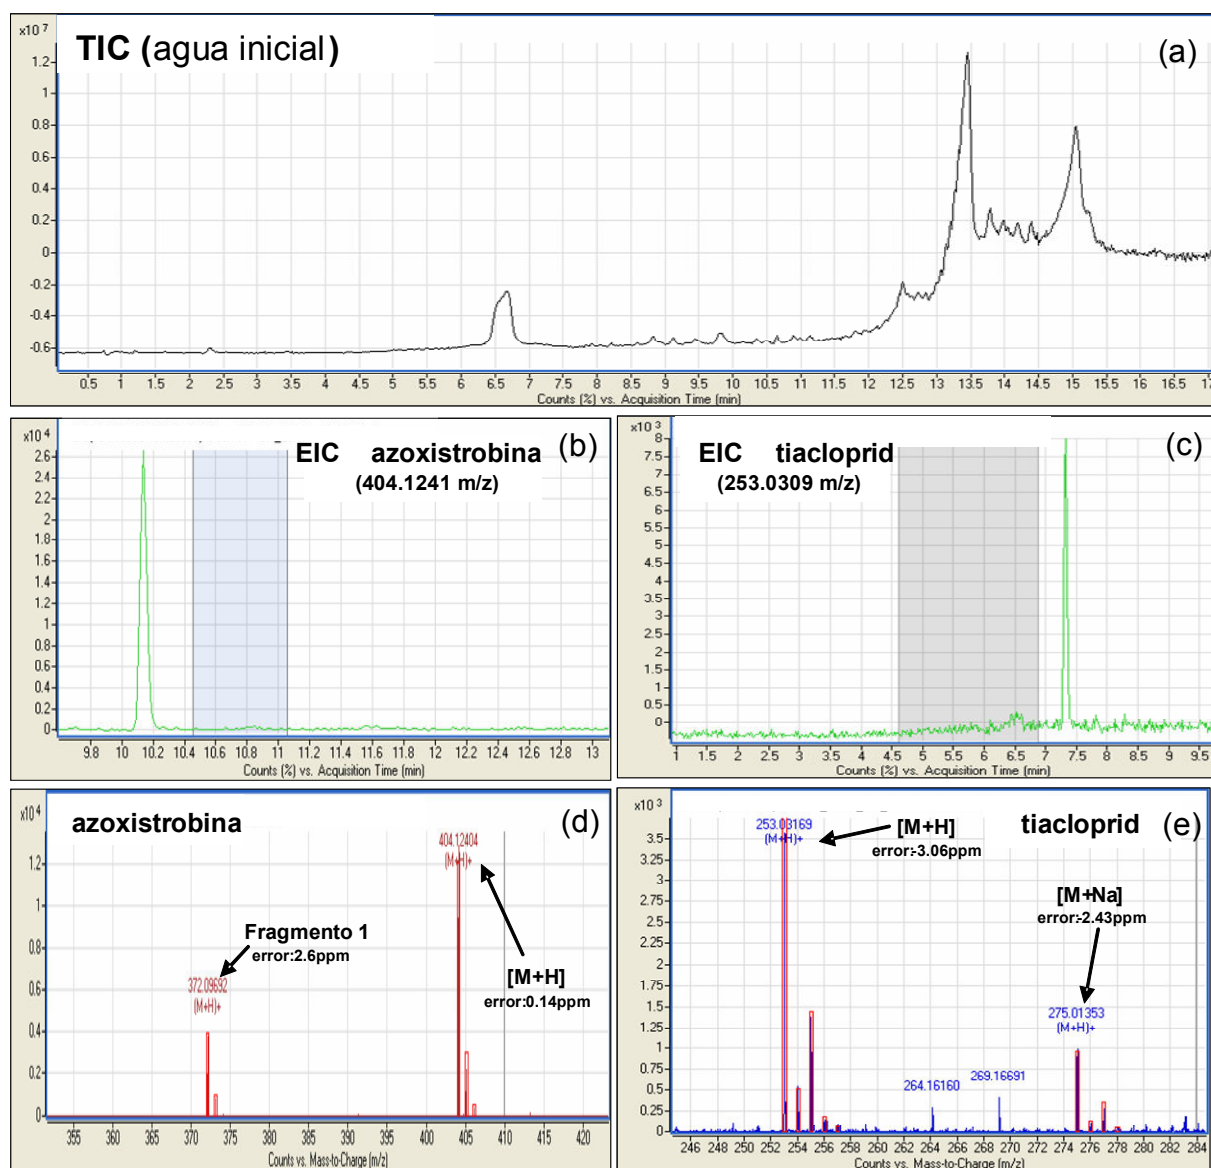 x10 7
TIC (agua inicial)
(a)
1.2
1
0.8
0.6
0.4
0.2
0
-0.2
-0.4
-0.6
0.5 1 1.5 2 2.5 3 3.5 4 4.5 5 5.5 6 6.5 7 7.5 8 8.5 9 9.5 10 10.5 11 11.5 12 12.5 13 13.5 14 14.5 15 15.5 16 16.5 17
Counts (%) vs. Acquisition Time (min)
x10 4
EIC azoxistrobina (b)
(404.1241 m/z)
2.6
2.4
2.2
2
1.8
1.6
1.4
1.2
1
0.8
0.6
0.4
0.2
0
9.8 10 10.2 10.4 10.6 10.8 11 11.2 11.4 11.6 11.8 12 12.2 12.4 12.6 12.8 13
Counts (%) vs. Acquisition Time (min)
x10 3
EIC tiacloprid (c)
(253.0309 m/z)
8
7.5
7
6.5
6
5.5
5
4.5
4
3.5
3
2.5
2
1.5
1
0.5
0
1 1.5 2 2.5 3 3.5 4 4.5 5 5.5 6 6.5 7 7.5 8 8.5 9 9.5
Counts (%) vs. Acquisition Time (min)
x10 4
azoxistrobina (d)
404.12404
(M+H)+
1.2
1
0.8
0.6
0.4
0.2
0
Fragmento 1
error:2.6ppm
372.09692
(M+H)+
[M+H]
error:0.14ppm
355 360 365 370 375 380 385 390 395 400 405 410 415 420
Counts vs. Mass-to-Charge (m/z)
x10 3
253.03169
(M+H)+
[M+H]
error:-3.06ppm
tiacloprid (e)
3.5
3.25
3
2.75
2.5
2.25
2
1.75
1.5
1.25
1
0.75
0.5
0.25
0
[M+Na]
error:-2.43ppm
275.01353
(M+H)+
264.16160
269.16691
246 248 250 252 254 256 258 260 262 264 266 268 270 272 274 276 278 280 282 284
Counts vs. Mass-to-Charge (m/z)